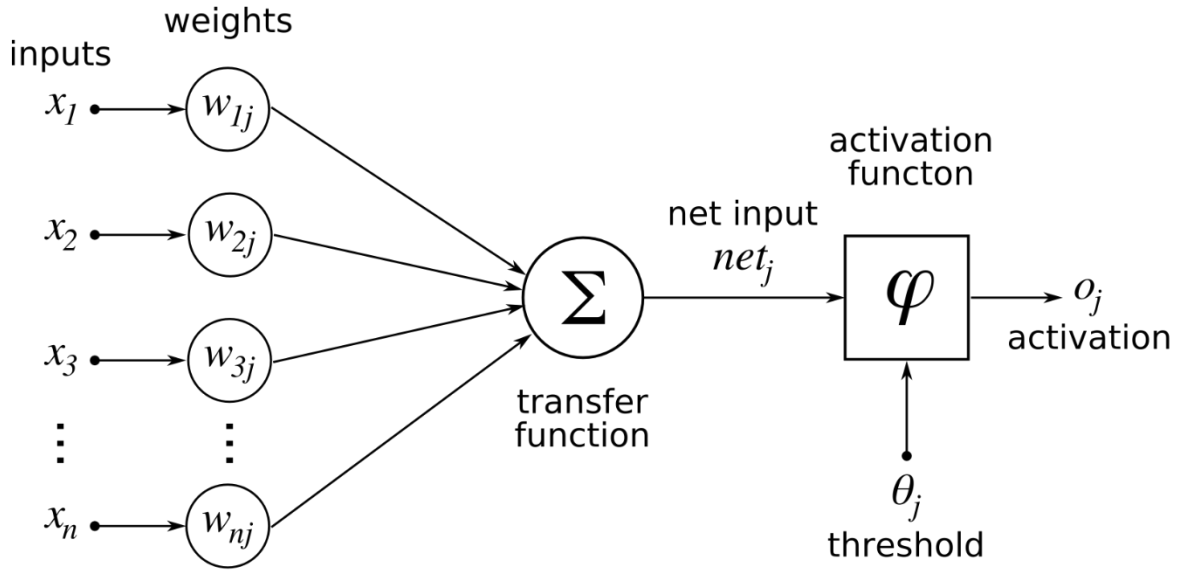 weights
inputs
x1
w1j
x2
w2j
x3
w3j
⋮
⋮
xn
wnj
Σ
transfer
function
net input
netj
activation
functon
φ
oj
activation
θj
threshold